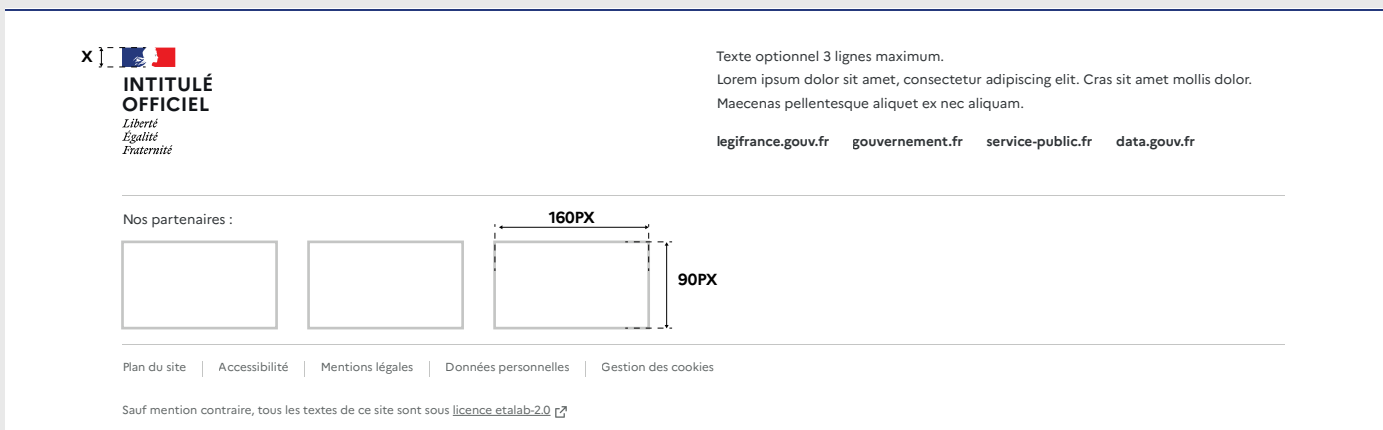 X
INTITULÉ
OFFICIEL
Liberté
Égalité
Fraternité
Texte optionnel 3 lignes maximum.
Lorem ipsum dolor sit amet, consectetur adipiscing elit. Cras sit amet mollis dolor.
Maecenas pellentesque aliquet ex nec aliquam.
legifrance.gouv.fr gouvernement.fr service-public.fr data.gouv.fr
Nos partenaires :
160PX
90PX
Plan du site Accessibilité Mentions légales Données personnelles Gestion des cookies
Sauf mention contraire, tous les textes de ce site sont sous licence etalab-2.0